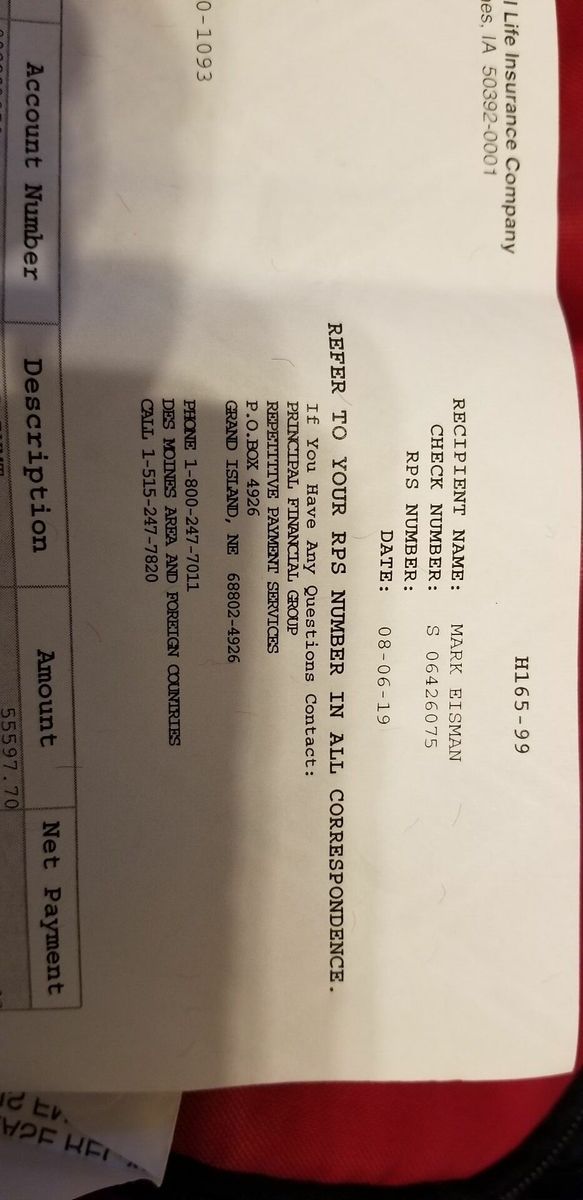 l Life Insurance Company
nes, IA 50392-0001
H165-99
RECIPIENT NAME: MARK EISMAN
CHECK NUMBER: S 06426075
RPS NUMBER:
DATE: 08-06-19
REFER TO YOUR RPS NUMBER IN ALL CORRESPONDENCE.
If You Have Any Questions Contact:
PRINCIPAL FINANCIAL GROUP
REPETITIVE PAYMENT SERVICES
P.O.BOX 4926
GRAND ISLAND, NE 68802-4926
0-1093
PHONE 1-800-247-7011
DES MOINES AREA AND FOREIGN COUNTRIES
CALL 1-515-247-7820
Account Number Description Amount Net Payment
55597.70